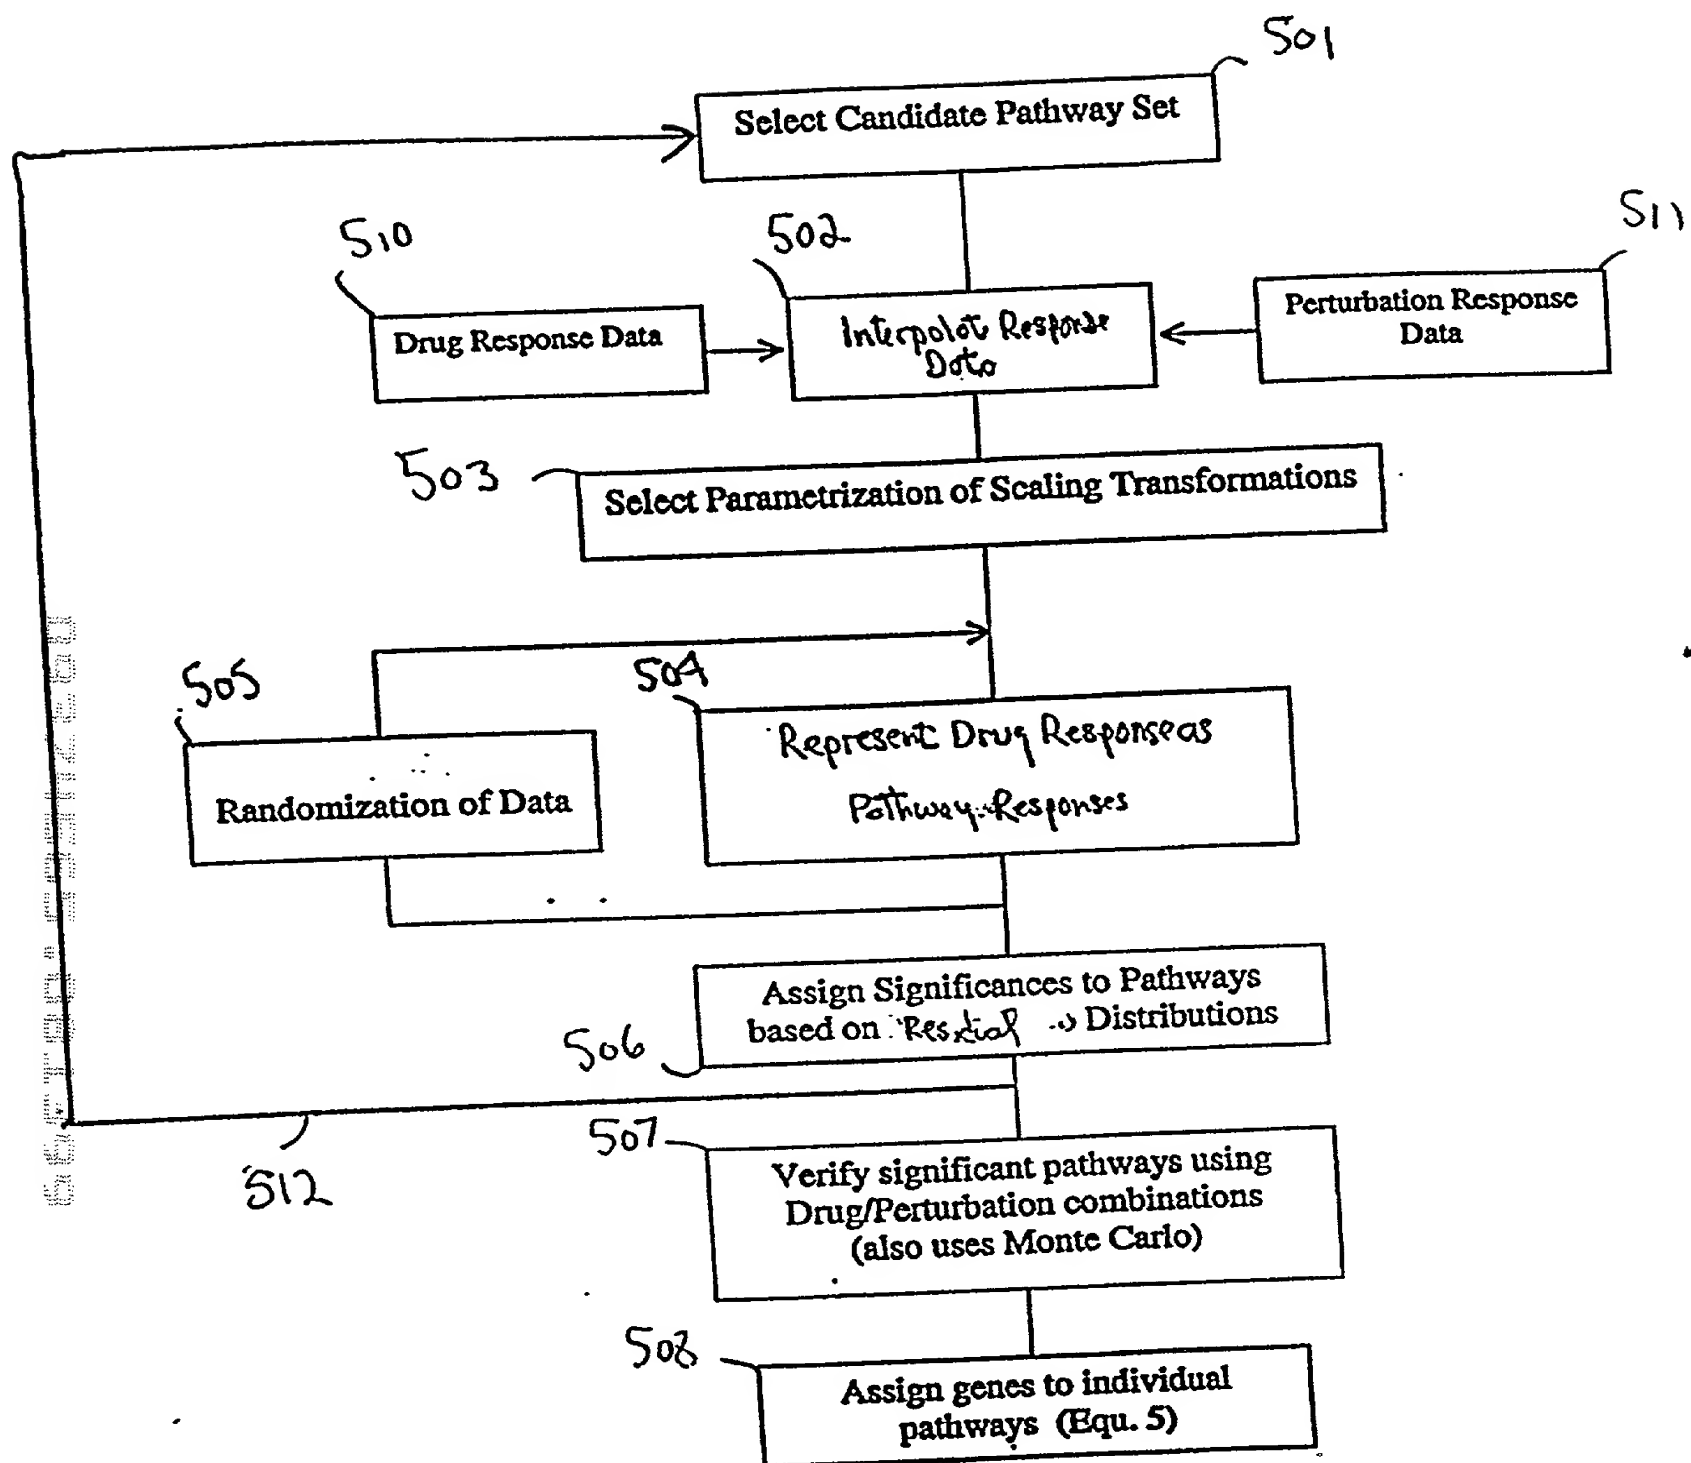 501
Select Candidate Pathway Set
510
502
511
Drug Response Data
Interpolot Response
Data
Perturbation Response
Data
503
Select Parametrization of Scaling Transformations
505
504
Represent Drug Response as
Pathway Responses
Randomization of Data
Assign Significances to Pathways
based on Distributions
506
512
507
Verify significant pathways using
Drug/Perturbation combinations
(also uses Monte Carlo)
508
Assign genes to individual
pathways (Equ. 5)